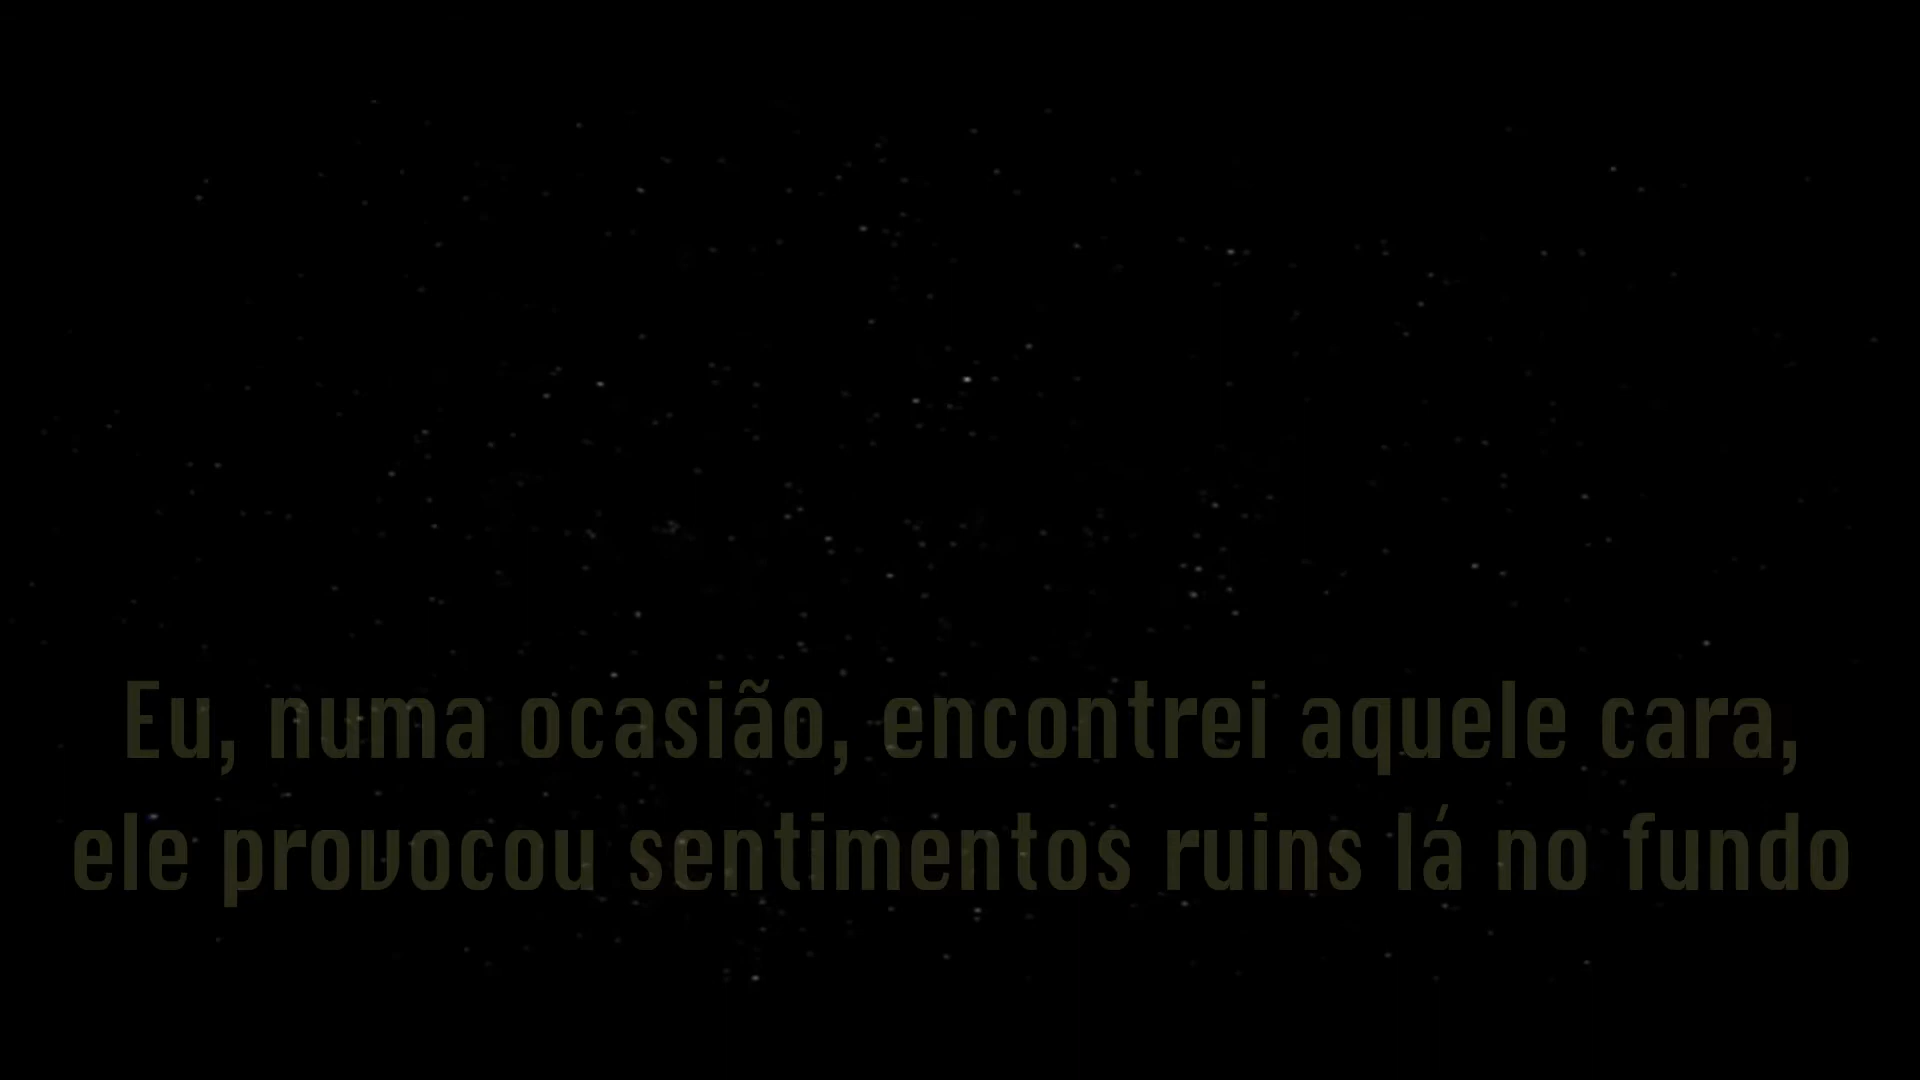 Eu, numa ocasião, encontrei aquele cara,
ele provocou sentimentos ruins lá no fundo